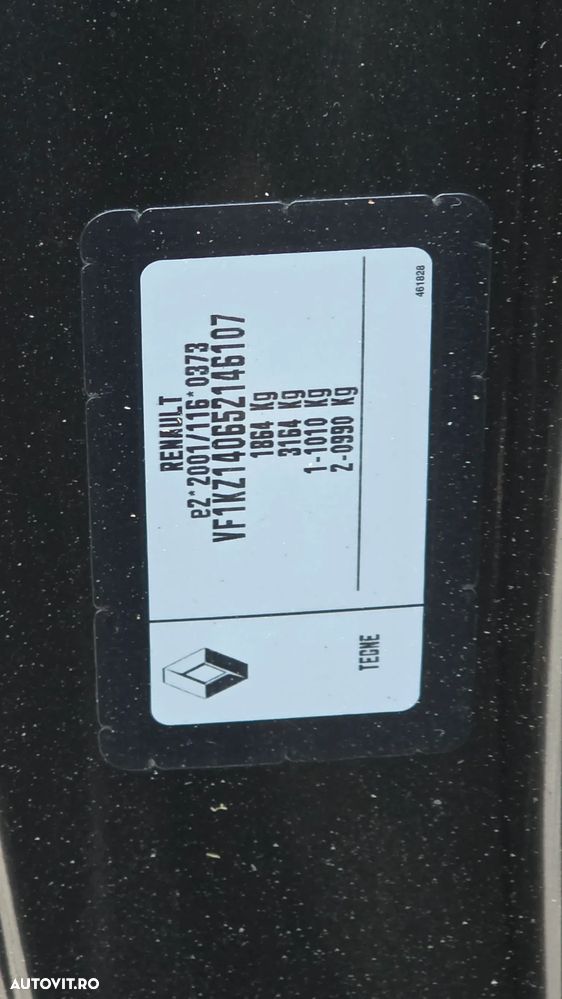 RENAULT
e2*2001/116*0373
VF1KZ140652146107
1864 Kg
3164 Kg
1-1010 Kg
2-0990 Kg
461828
TEGNE
AUTOVIT.RO